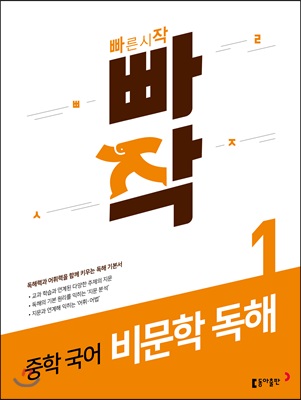 빠른시작
빠
작
ㅃ
ㄹ
ㅅ
ㅈ
독해력과 어휘력을 함께 키우는 독해 기본서
• 교과 학습과 연계된 다양한 주제의 지문
• 독해의 기본 원리를 익히는 '지문 분석'
• 지문과 연계해 익히는 '어휘·어법'
1
중학 국어 비문학 독해
동아출판
YES24